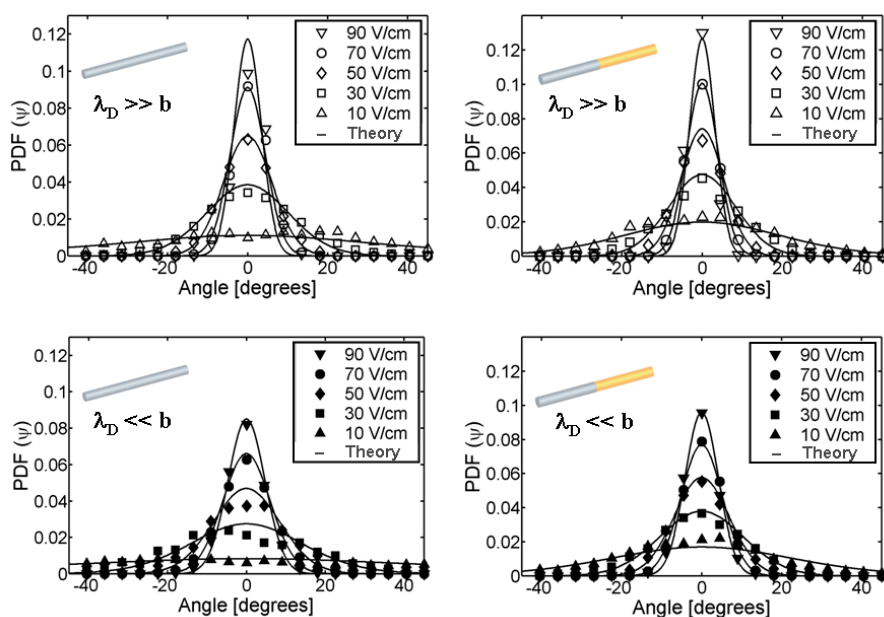 0.12
0.1
0.08
0.06
0.04
0.02
0
PDF (ψ)
λD >> b
▽ 90 V/cm
○ 70 V/cm
◇ 50 V/cm
□ 30 V/cm
△ 10 V/cm
– Theory
-40 -20 0 20 40
Angle [degrees]
0.12
0.1
0.08
0.06
0.04
0.02
0
PDF (ψ)
λD >> b
▽ 90 V/cm
○ 70 V/cm
◇ 50 V/cm
□ 30 V/cm
△ 10 V/cm
– Theory
-40 -20 0 20 40
Angle [degrees]
0.12
0.1
0.08
0.06
0.04
0.02
0
PDF (ψ)
λD << b
▼ 90 V/cm
● 70 V/cm
◆ 50 V/cm
■ 30 V/cm
▲ 10 V/cm
– Theory
-40 -20 0 20 40
Angle [degrees]
0.12
0.1
0.08
0.06
0.04
0.02
0
PDF (ψ)
λD << b
▼ 90 V/cm
● 70 V/cm
◆ 50 V/cm
■ 30 V/cm
▲ 10 V/cm
– Theory
-40 -20 0 20 40
Angle [degrees]